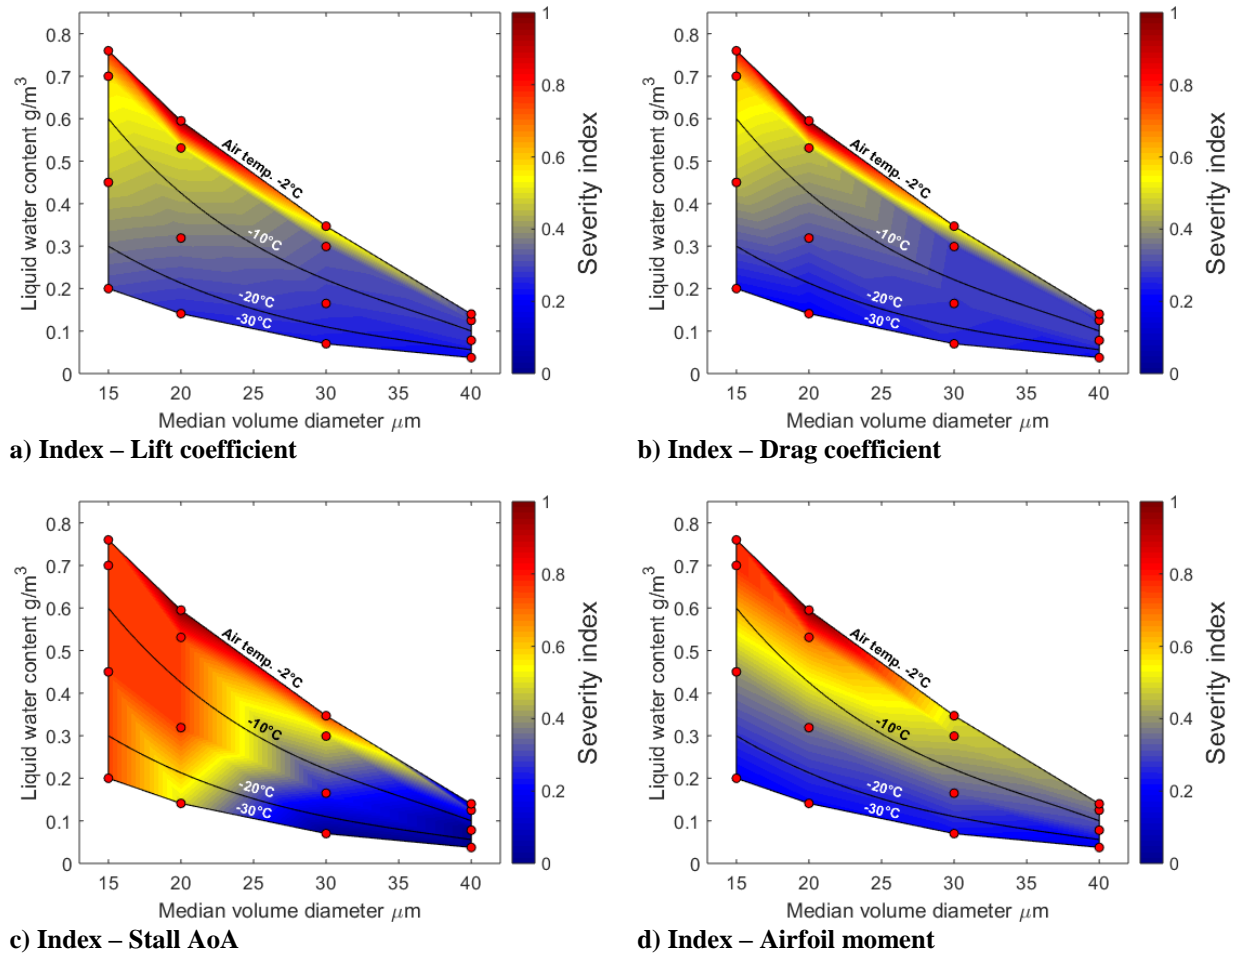 0.8
0.7
0.6
0.5
0.4
0.3
0.2
0.1
0
Liquid water content g/m³
15 20 25 30 35 40
Median volume diameter μm
Air temp. -2°C
-10°C
-20°C
-30°C
1
0.8
0.6
0.4
0.2
0
Severity index
a) Index – Lift coefficient
0.8
0.7
0.6
0.5
0.4
0.3
0.2
0.1
0
Liquid water content g/m³
15 20 25 30 35 40
Median volume diameter μm
Air temp. -2°C
-10°C
-20°C
-30°C
1
0.8
0.6
0.4
0.2
0
Severity index
b) Index – Drag coefficient
0.8
0.7
0.6
0.5
0.4
0.3
0.2
0.1
0
Liquid water content g/m³
15 20 25 30 35 40
Median volume diameter μm
Air temp. -2°C
-10°C
-20°C
-30°C
1
0.8
0.6
0.4
0.2
0
Severity index
c) Index – Stall AoA
0.8
0.7
0.6
0.5
0.4
0.3
0.2
0.1
0
Liquid water content g/m³
15 20 25 30 35 40
Median volume diameter μm
Air temp. -2°C
-10°C
-20°C
-30°C
1
0.8
0.6
0.4
0.2
0
Severity index
d) Index – Airfoil moment